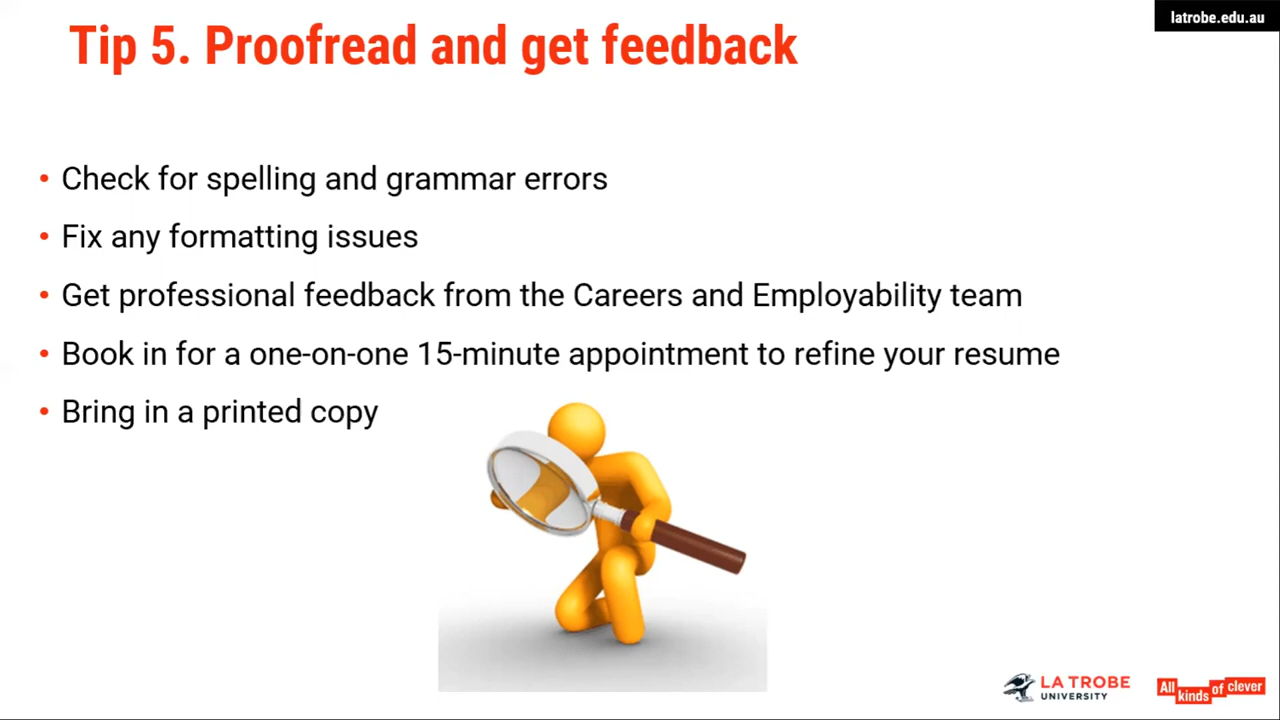 latrobe.edu.au
Tip 5. Proofread and get feedback
• Check for spelling and grammar errors
• Fix any formatting issues
• Get professional feedback from the Careers and Employability team
• Book in for a one-on-one 15-minute appointment to refine your resume
• Bring in a printed copy
LA TROBE
UNIVERSITY
All kinds of clever